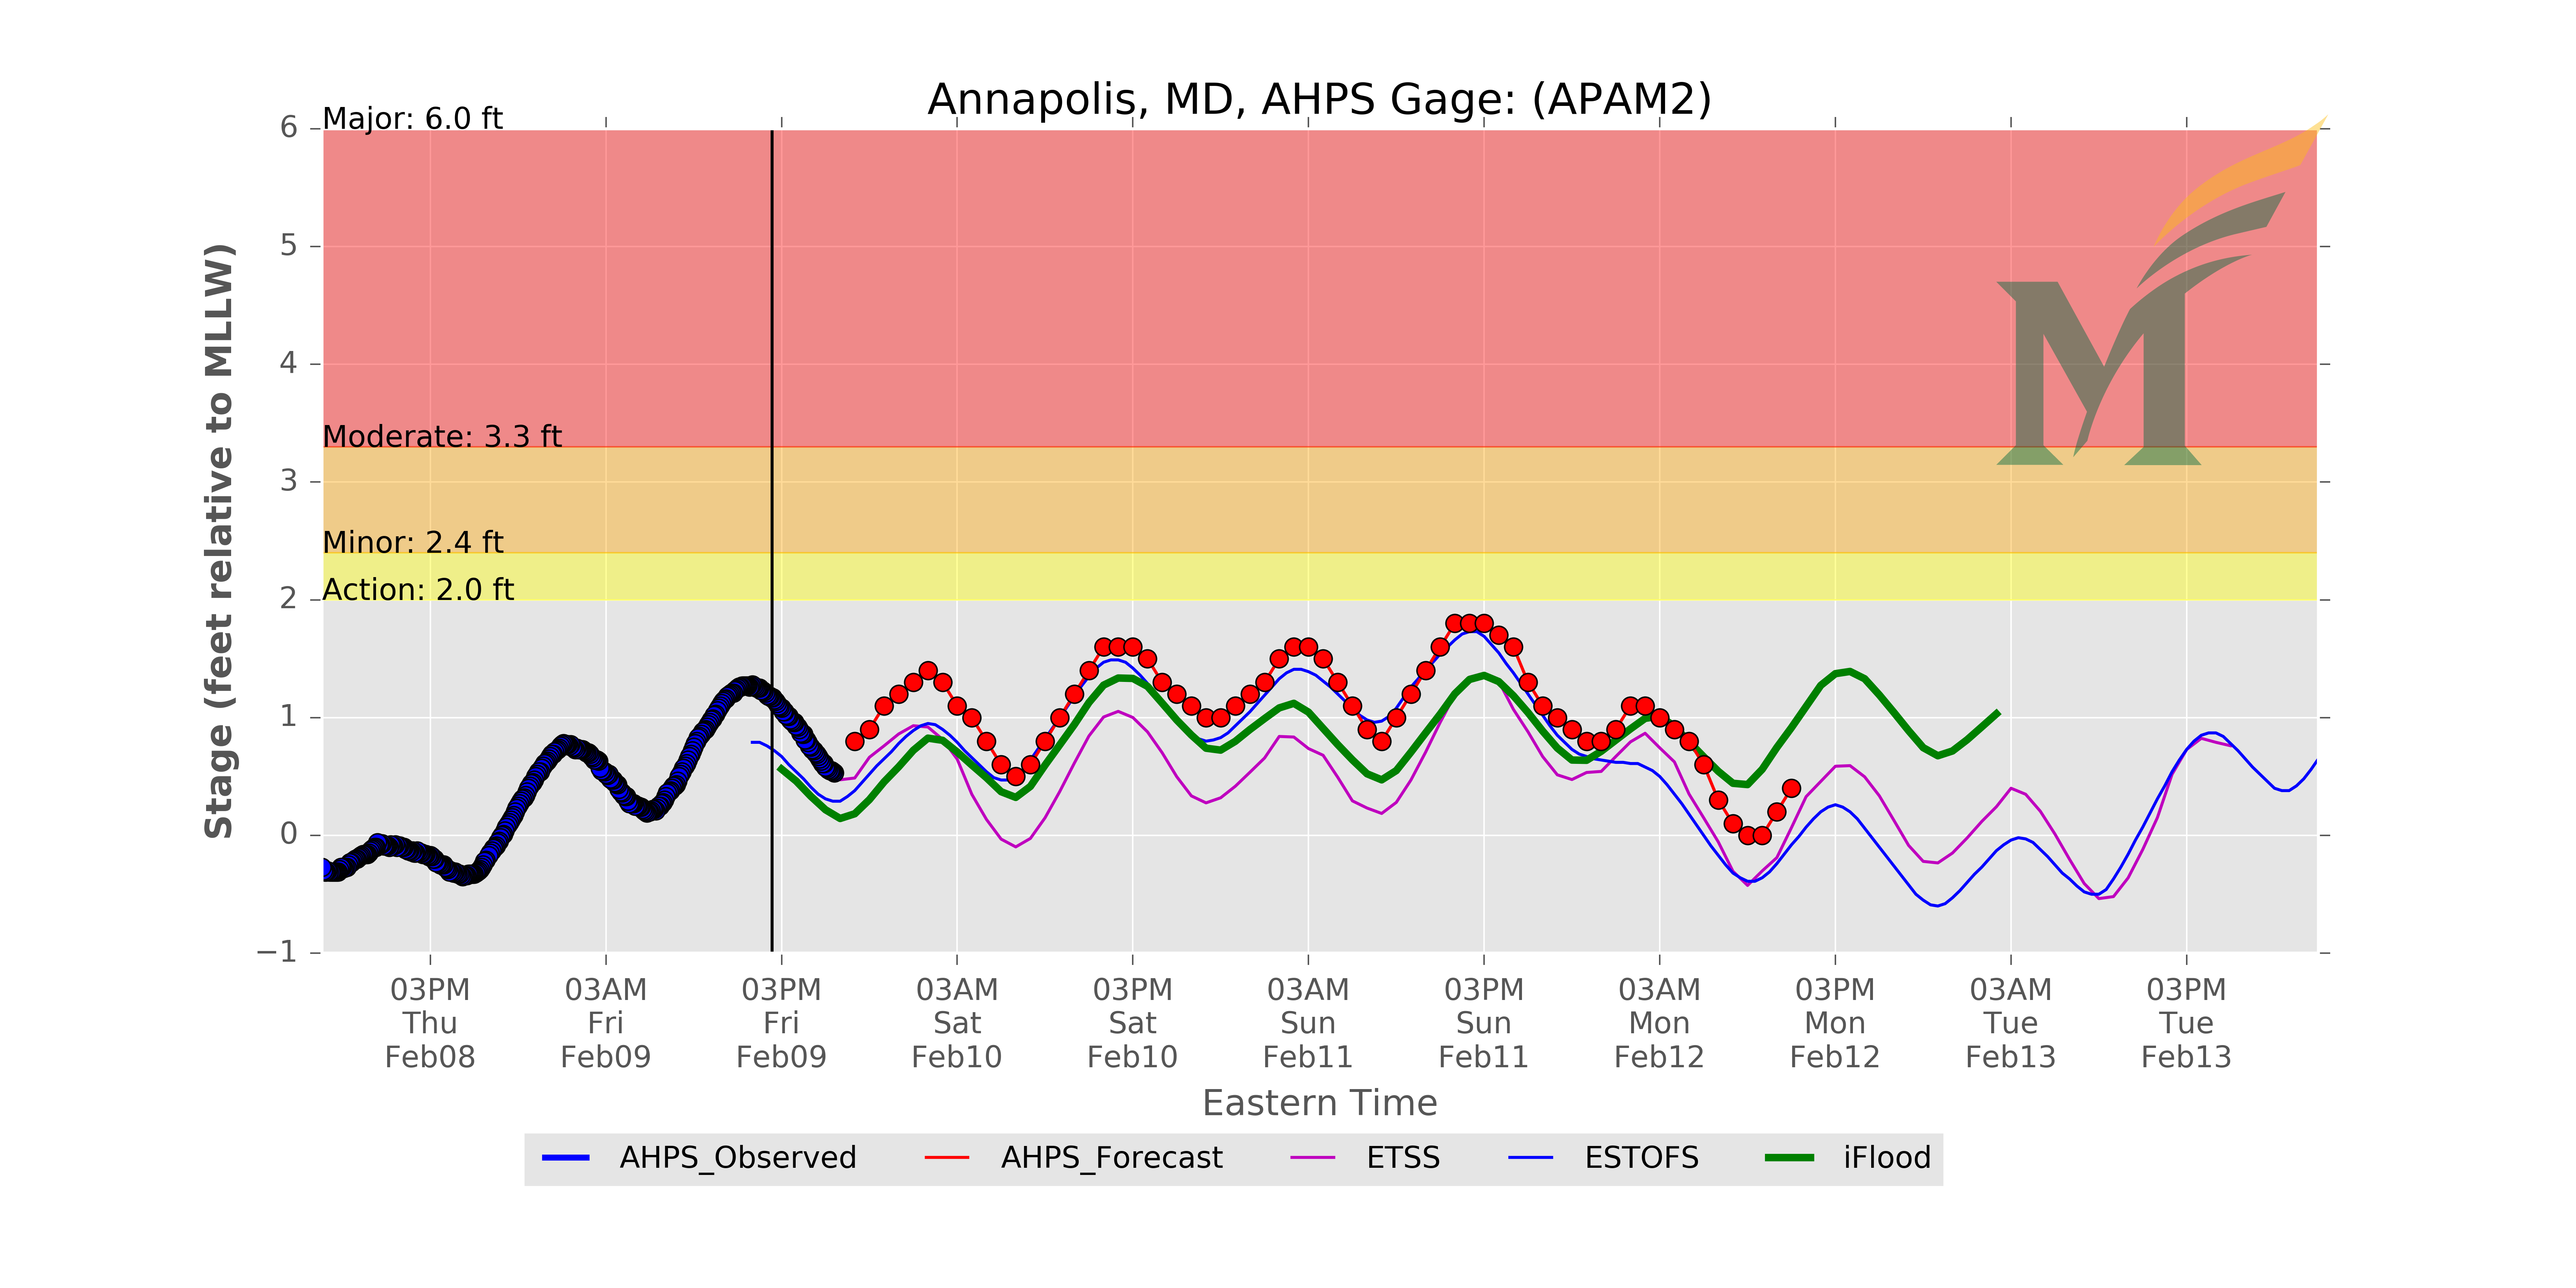 Annapolis, MD, AHPS Gage: (APAM2)
Major: 6.0 ft
Moderate: 3.3 ft
Minor: 2.4 ft
Action: 2.0 ft
Stage (feet relative to MLLW)
6
5
4
3
2
1
0
−1
03PM 03AM 03PM 03AM 03PM 03AM 03PM 03AM 03PM 03AM 03PM
Thu Fri Fri Sat Sat Sun Sun Mon Mon Tue Tue
Feb08 Feb09 Feb09 Feb10 Feb10 Feb11 Feb11 Feb12 Feb12 Feb13 Feb13
Eastern Time
AHPS_Observed AHPS_Forecast ETSS ESTOFS iFlood
M